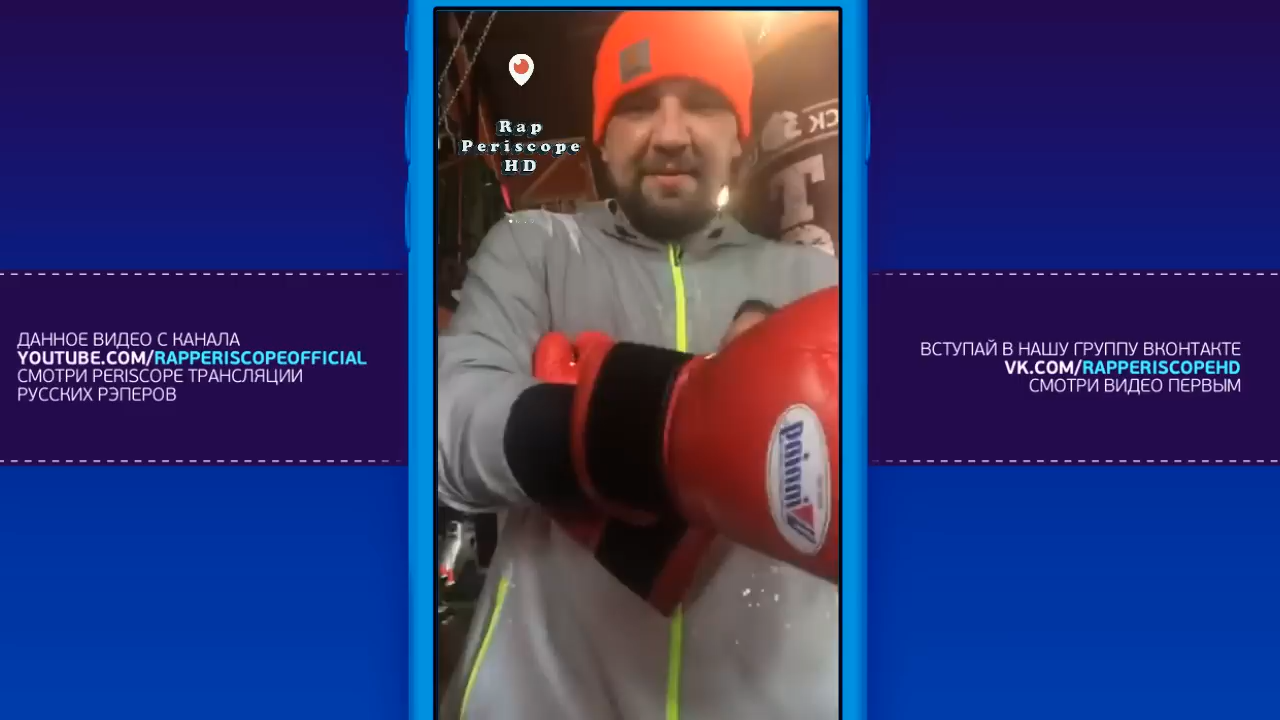 Rap
Periscope
HD
ДАННОЕ ВИДЕО С КАНАЛА
YOUTUBE.COM/RAPPERISCOPEOFFICIAL
СМОТРИ PERISCOPE ТРАНСЛЯЦИИ
РУССКИХ РЭПЕРОВ
ВСТУПАЙ В НАШУ ГРУППУ ВКОНТАКТЕ
VK.COM/RAPPERISCOPEHD
СМОТРИ ВИДЕО ПЕРВЫМ
Winning